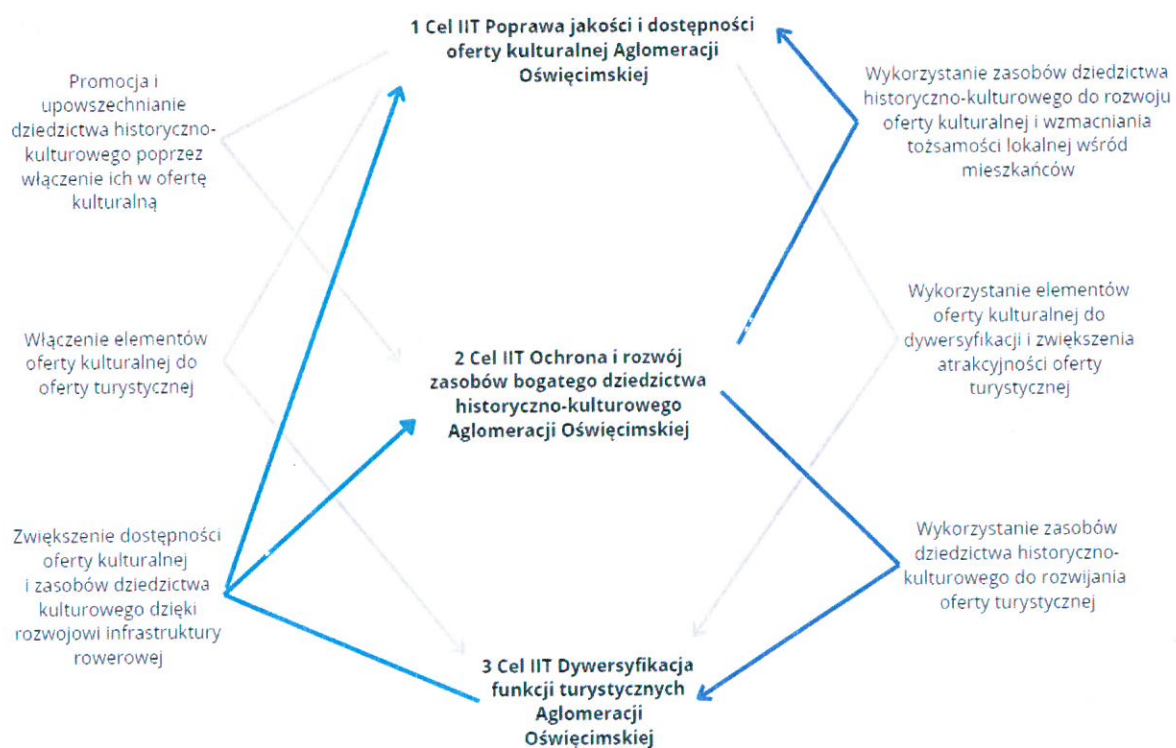 1 Cel IIT Poprawa jakości i dostępności
oferty kulturalnej Aglomeracji
Oświęcimskiej
Promocja i
upowszechnianie
dziedzictwa historyczno-
kulturowego poprzez
włączenie ich w ofertę
kulturalną
Wykorzystanie zasobów dziedzictwa
historyczno-kulturowego do rozwoju
oferty kulturalnej i wzmacniania
tożsamości lokalnej wśród
mieszkańców
Włączenie elementów
oferty kulturalnej do
oferty turystycznej
2 Cel IIT Ochrona i rozwój
zasobów bogatego dziedzictwa
historyczno-kulturowego
Aglomeracji Oświęcimskiej
Wykorzystanie elementów
oferty kulturalnej do
dywersyfikacji i zwiększenia
atrakcyjności oferty
turystycznej
Zwiększenie dostępności
oferty kulturalnej
i zasobów dziedzictwa
kulturowego dzięki
rozwojowi infrastruktury
rowerowej
Wykorzystanie zasobów
dziedzictwa historyczno-
kulturowego do rozwijania
oferty turystycznej
3 Cel IIT Dywersyfikacja
funkcji turystycznych
Aglomeracji
Oświęcimskiej